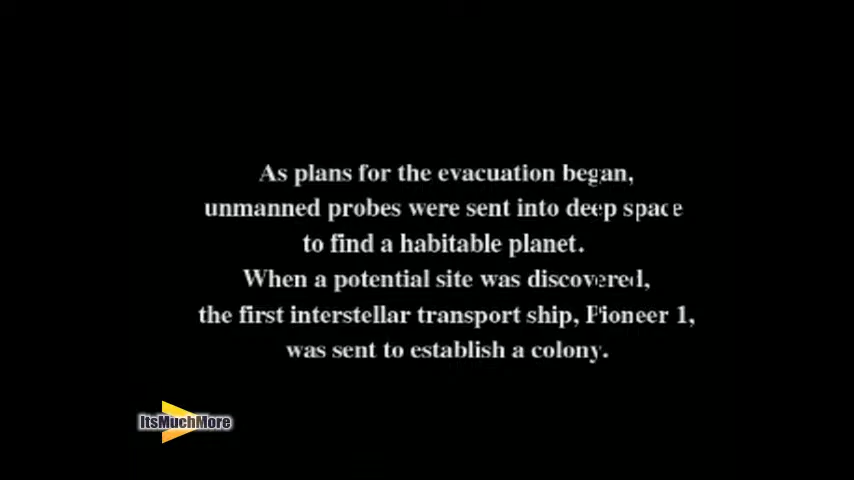 As plans for the evacuation began,
unmanned probes were sent into deep space
to find a habitable planet.
When a potential site was discovered,
the first interstellar transport ship, Pioneer 1,
was sent to establish a colony.
ItsMuchMore